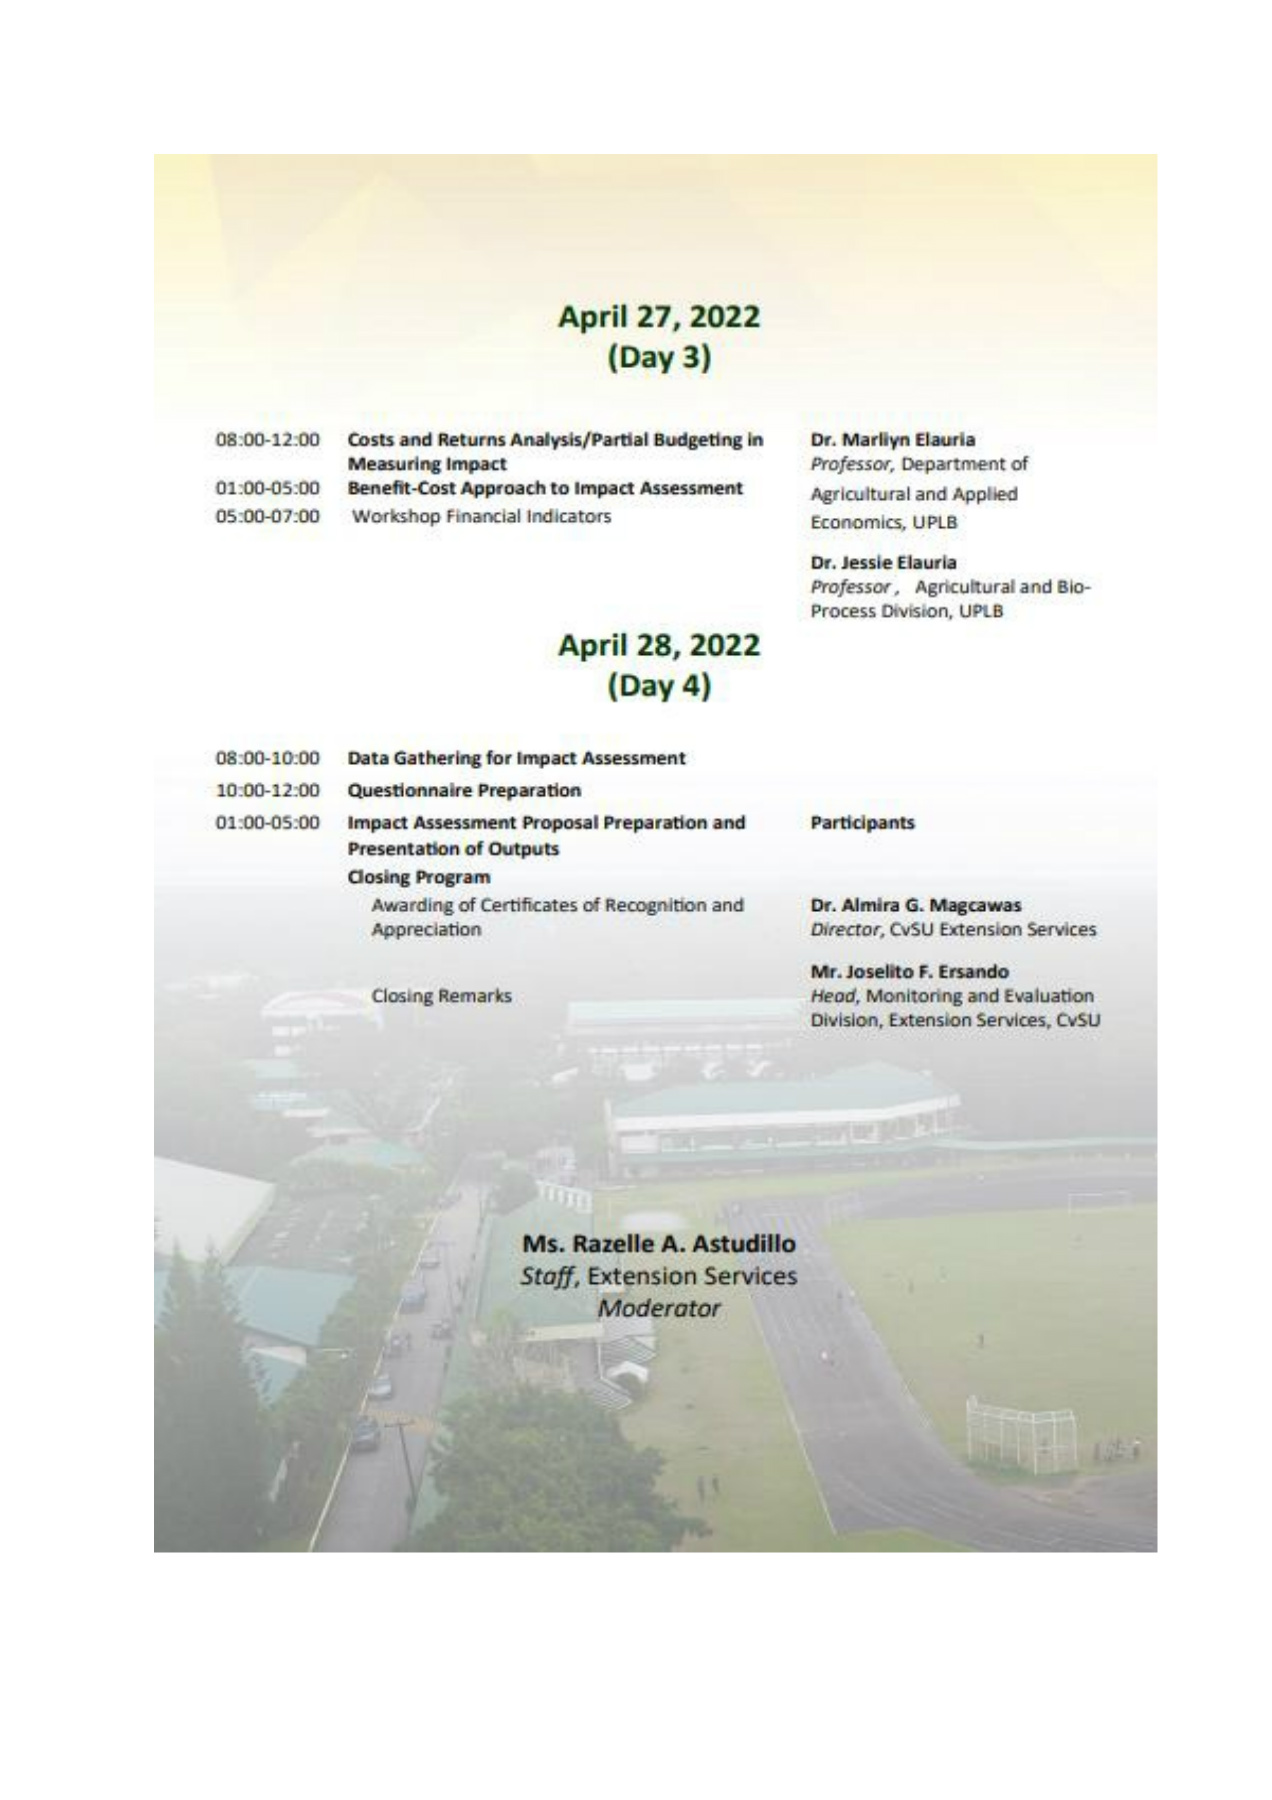 April 27, 2022
(Day 3)
08:00-12:00 Costs and Returns Analysis/Partial Budgeting in Measuring Impact
01:00-05:00 Benefit-Cost Approach to Impact Assessment
05:00-07:00 Workshop Financial Indicators
Dr. Marliyn Elauria
Professor, Department of
Agricultural and Applied
Economics, UPLB
Dr. Jessie Elauria
Professor , Agricultural and Bio-
Process Division, UPLB
April 28, 2022
(Day 4)
08:00-10:00 Data Gathering for Impact Assessment
10:00-12:00 Questionnaire Preparation
01:00-05:00 Impact Assessment Proposal Preparation and Participants
Presentation of Outputs
Closing Program
Awarding of Certificates of Recognition and
Appreciation
Dr. Almira G. Magcawas
Director, CvSU Extension Services
Closing Remarks
Mr. Joselito F. Ersando
Head, Monitoring and Evaluation
Division, Extension Services, CvSU
Ms. Razelle A. Astudillo
Staff, Extension Services
Moderator